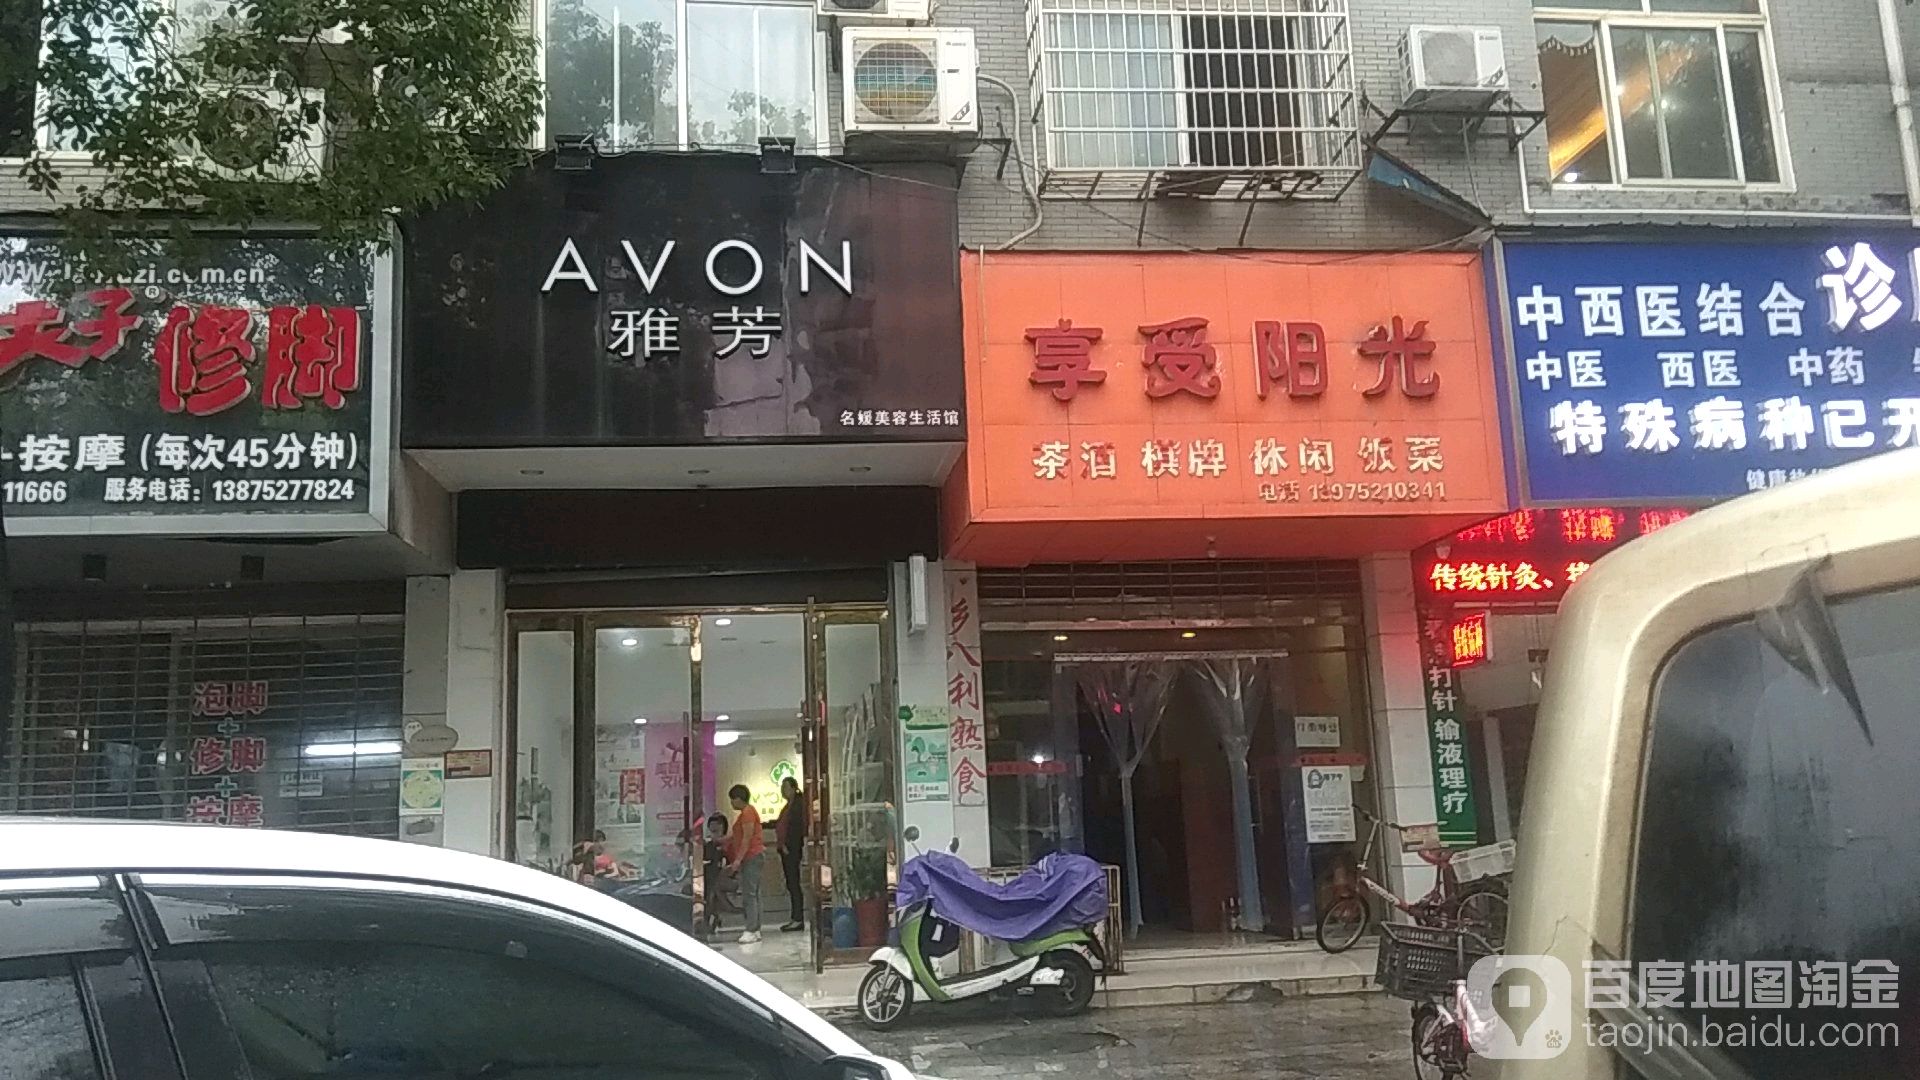 夫子®修脚
按摩(每次45分钟)
11666 服务电话：13875277824
泡脚
+
修脚
+
按摩
AVON
雅芳
名媛美容生活馆
享受阳光
茶酒 棋牌 休闲 饭菜
电话 13975210341
乡八利熟食
中西医结合诊
中医 西医 中药
特殊病种已开
传统针灸、
打针输液理疗
百度地图淘金
taojin.baidu.com